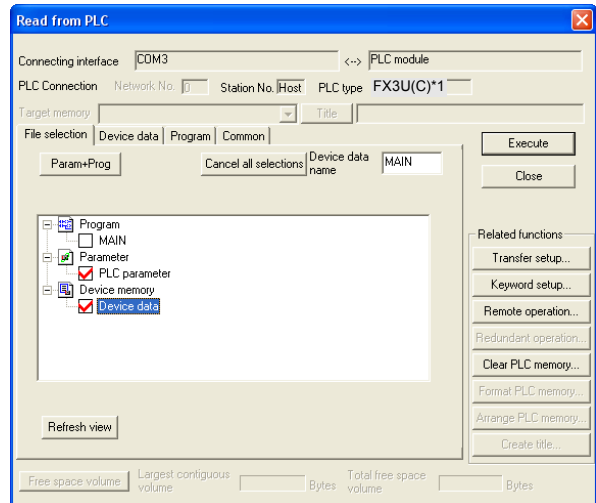 Read from PLC
Connecting interface COM3 <--> PLC module
PLC Connection Network No. 0 Station No. Host PLC type FX3U(C)*1
Target memory Title
File selection Device data Program Common
Execute
Param+Prog Cancel all selections Device data name MAIN
Close
Program
MAIN
Parameter
PLC parameter
Device memory
Device data
Related functions
Transfer setup...
Keyword setup...
Remote operation...
Redundant operation...
Clear PLC memory...
Format PLC memory...
Arrange PLC memory...
Create title...
Refresh view
Free space volume Largest contiguous volume Bytes Total free space volume Bytes